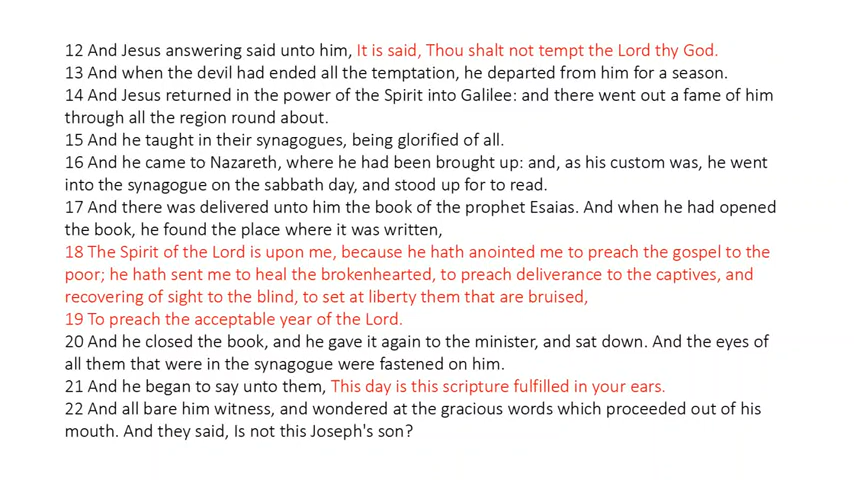 12 And Jesus answering said unto him, It is said, Thou shalt not tempt the Lord thy God.
13 And when the devil had ended all the temptation, he departed from him for a season.
14 And Jesus returned in the power of the Spirit into Galilee: and there went out a fame of him
through all the region round about.
15 And he taught in their synagogues, being glorified of all.
16 And he came to Nazareth, where he had been brought up: and, as his custom was, he went
into the synagogue on the sabbath day, and stood up for to read.
17 And there was delivered unto him the book of the prophet Esaias. And when he had opened
the book, he found the place where it was written,
18 The Spirit of the Lord is upon me, because he hath anointed me to preach the gospel to the
poor; he hath sent me to heal the brokenhearted, to preach deliverance to the captives, and
recovering of sight to the blind, to set at liberty them that are bruised,
19 To preach the acceptable year of the Lord.
20 And he closed the book, and he gave it again to the minister, and sat down. And the eyes of
all them that were in the synagogue were fastened on him.
21 And he began to say unto them, This day is this scripture fulfilled in your ears.
22 And all bare him witness, and wondered at the gracious words which proceeded out of his
mouth. And they said, Is not this Joseph's son?